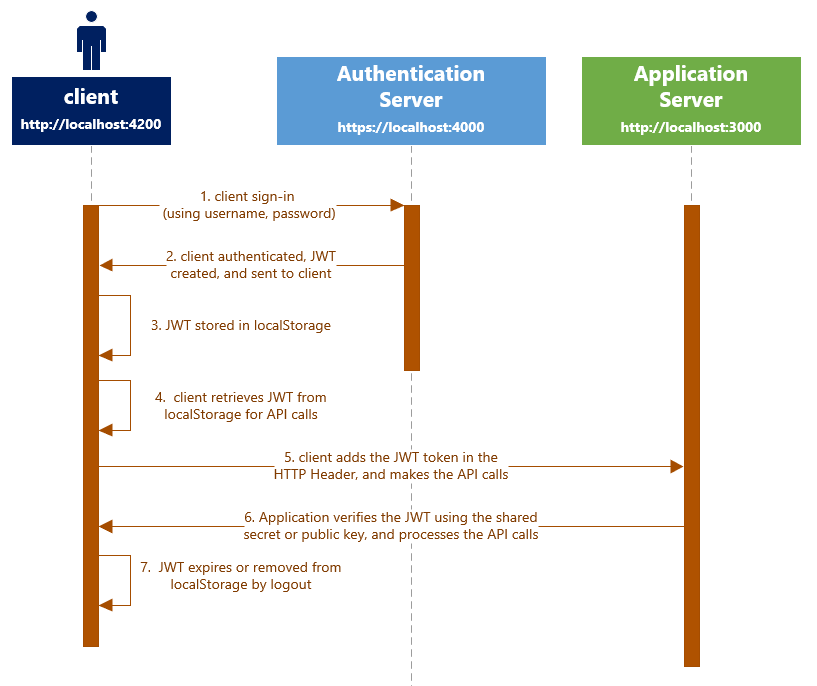 client
http://localhost:4200
Authentication
Server
https://localhost:4000
Application
Server
http://localhost:3000
1. client sign-in
(using username, password)
2. client authenticated, JWT
created, and sent to client
3. JWT stored in localStorage
4. client retrieves JWT from
localStorage for API calls
5. client adds the JWT token in the
HTTP Header, and makes the API calls
6. Application verifies the JWT using the shared
secret or public key, and processes the API calls
7. JWT expires or removed from
localStorage by logout